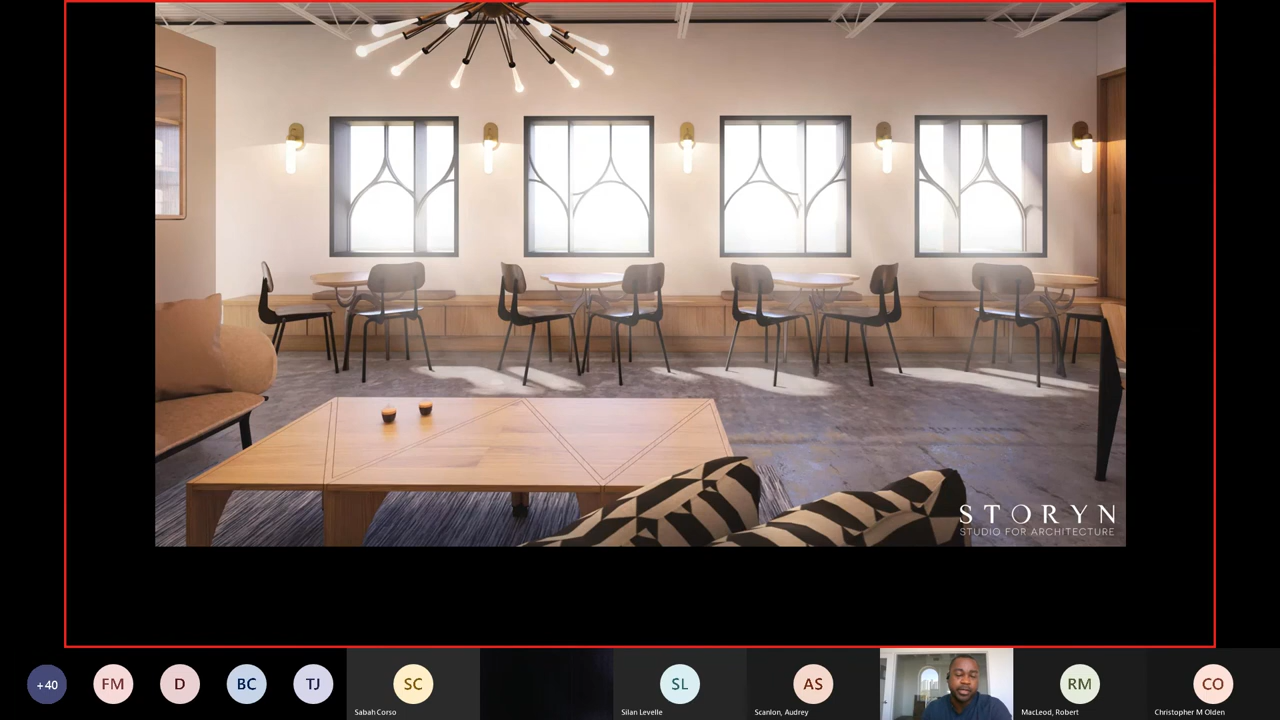 STORYN
STUDIO FOR ARCHITECTURE
+40
FM
D
BC
TJ
SC
SL
AS
RM
CO
Sabah Corso
Silan Levelle
Scanlon, Audrey
MacLeod, Robert
Christopher M Olden